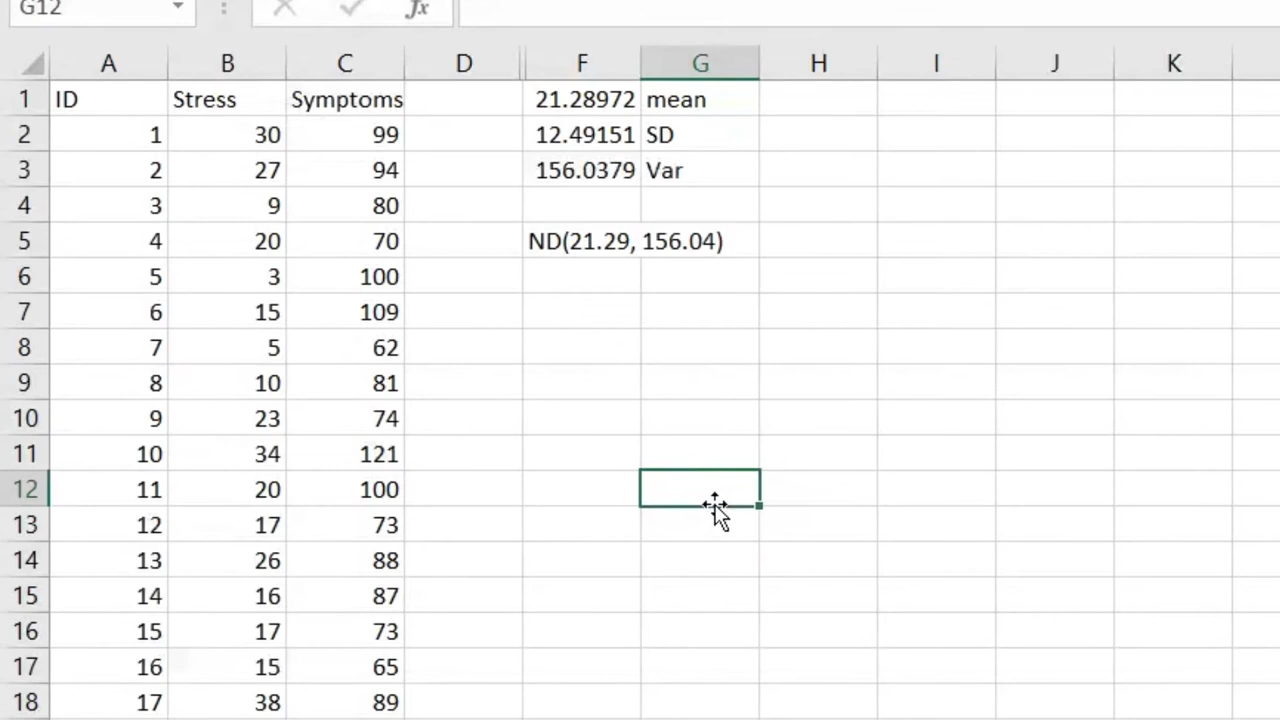 G12 fx
A B C D F G H I J K
1 ID Stress Symptoms 21.28972 mean
2 1 30 99 12.49151 SD
3 2 27 94 156.0379 Var
4 3 9 80
5 4 20 70 ND(21.29, 156.04)
6 5 3 100
7 6 15 109
8 7 5 62
9 8 10 81
10 9 23 74
11 10 34 121
12 11 20 100
13 12 17 73
14 13 26 88
15 14 16 87
16 15 17 73
17 16 15 65
18 17 38 89